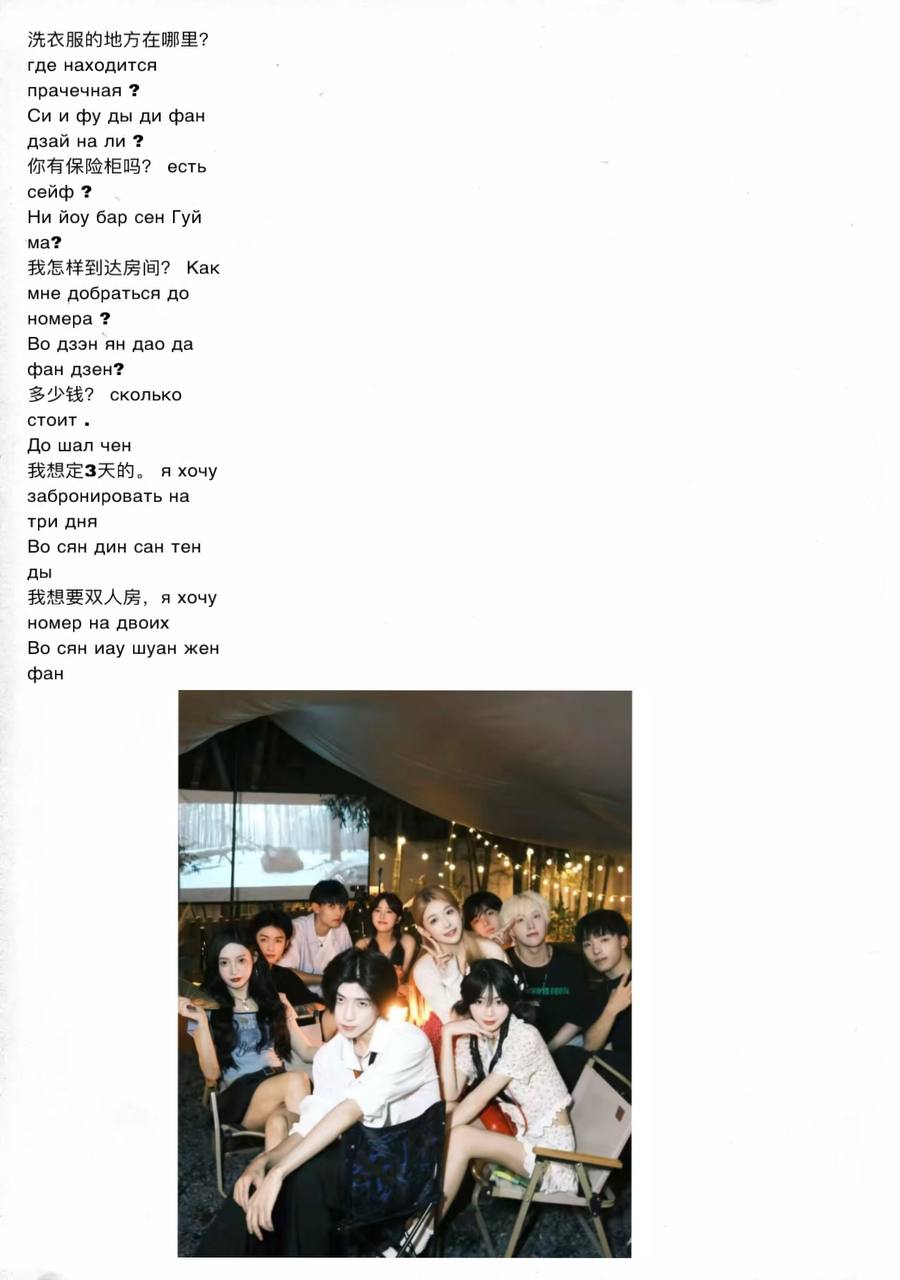 洗衣服的地方在哪里？
где находится
прачечная ?
Си и фу ды ди фан
дзай на ли ?
你有保险柜吗？ есть
сейф ?
Ни йоу бар сен Гуй
ма?
我怎样到达房间？ Как
мне добраться до
номера ?
Во дзэн ян дао да
фан дзен?
多少钱？ сколько
стоит .
До шал чен
我想定3天的。 я хочу
забронировать на
три дня
Во сян дин сан тен
ды
我想要双人房，я хочу
номер на двоих
Во сян иау шуан жен
фан